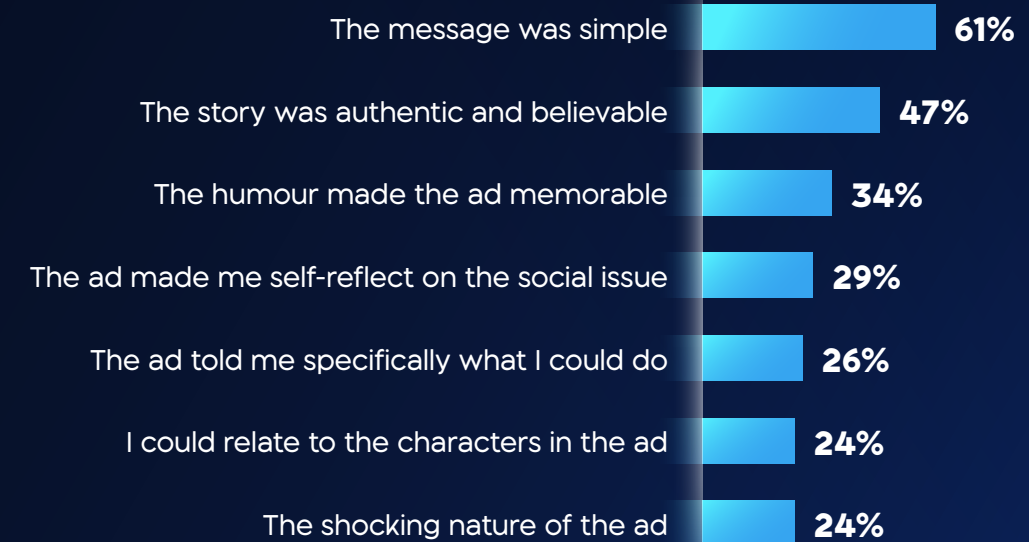 The message was simple 61%
The story was authentic and believable 47%
The humour made the ad memorable 34%
The ad made me self-reflect on the social issue 29%
The ad told me specifically what I could do 26%
I could relate to the characters in the ad 24%
The shocking nature of the ad 24%